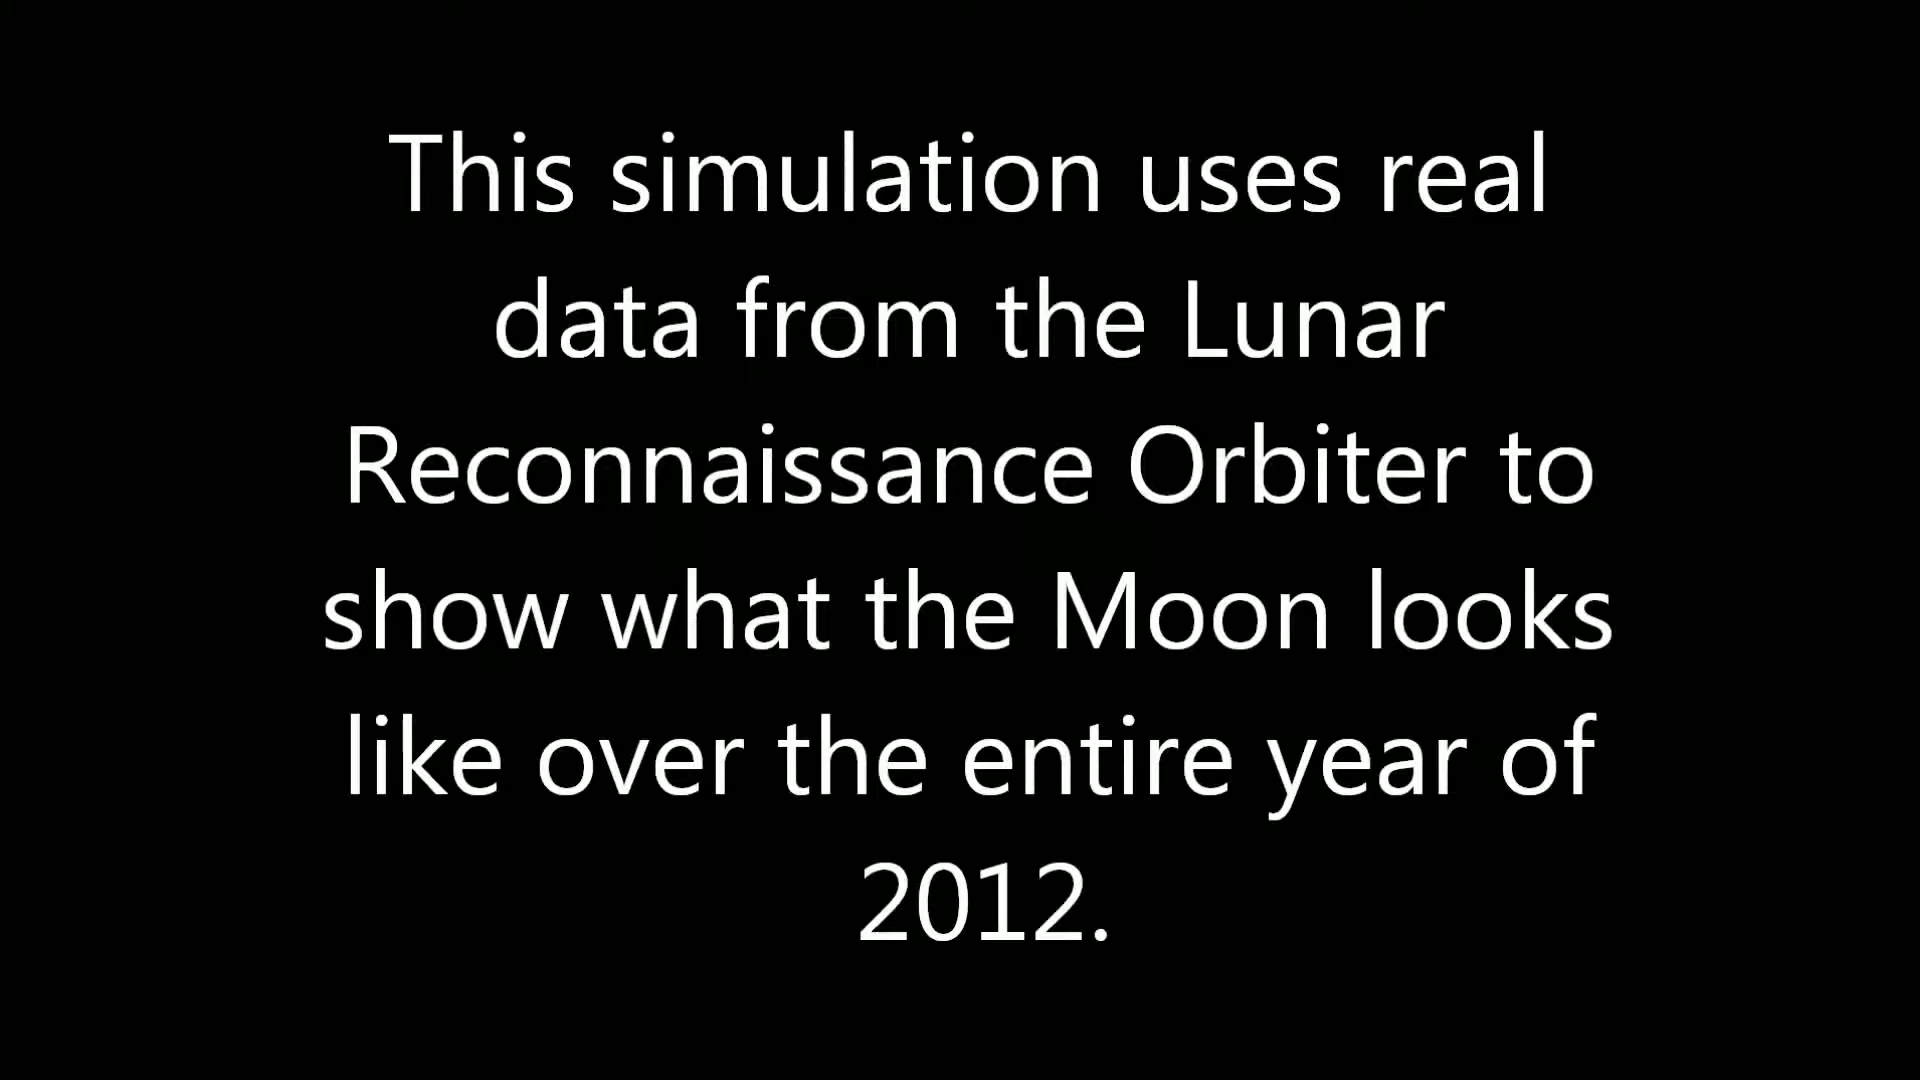 This simulation uses real
data from the Lunar
Reconnaissance Orbiter to
show what the Moon looks
like over the entire year of
2012.